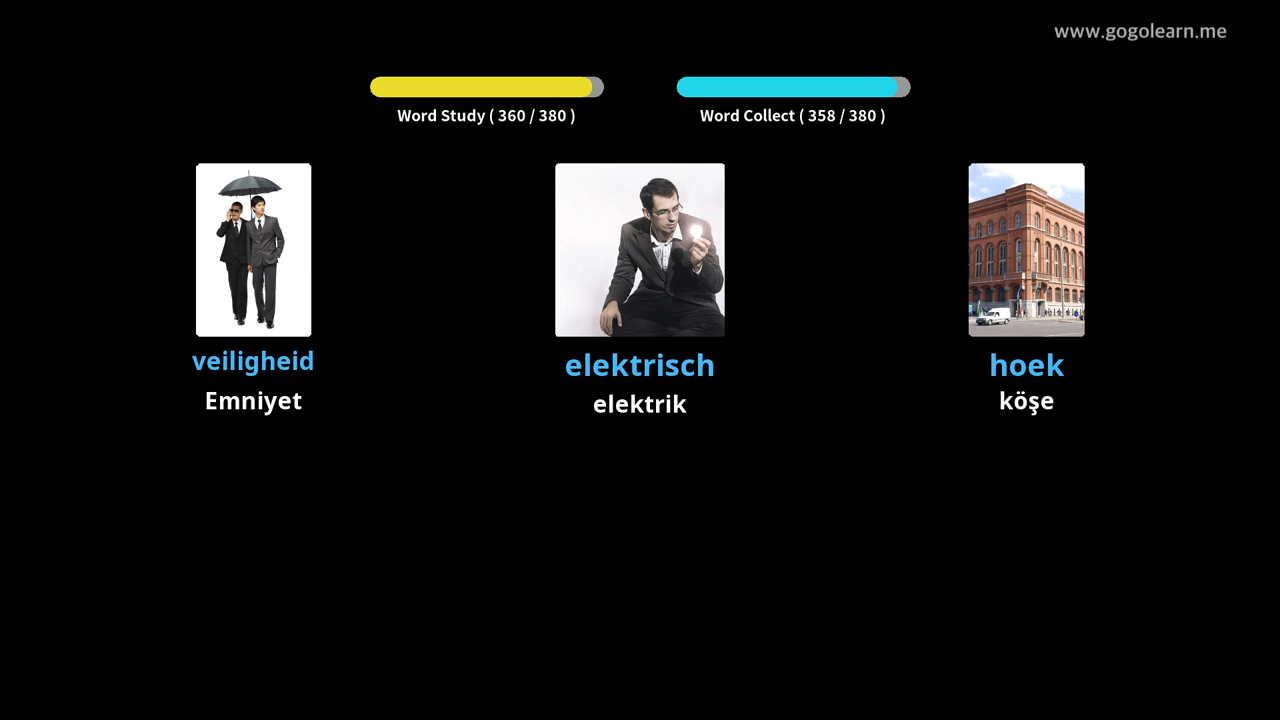 www.gogolearn.me
Word Study ( 360 / 380 )
Word Collect ( 358 / 380 )
veiligheid
Emniyet
elektrisch
elektrik
hoek
köşe